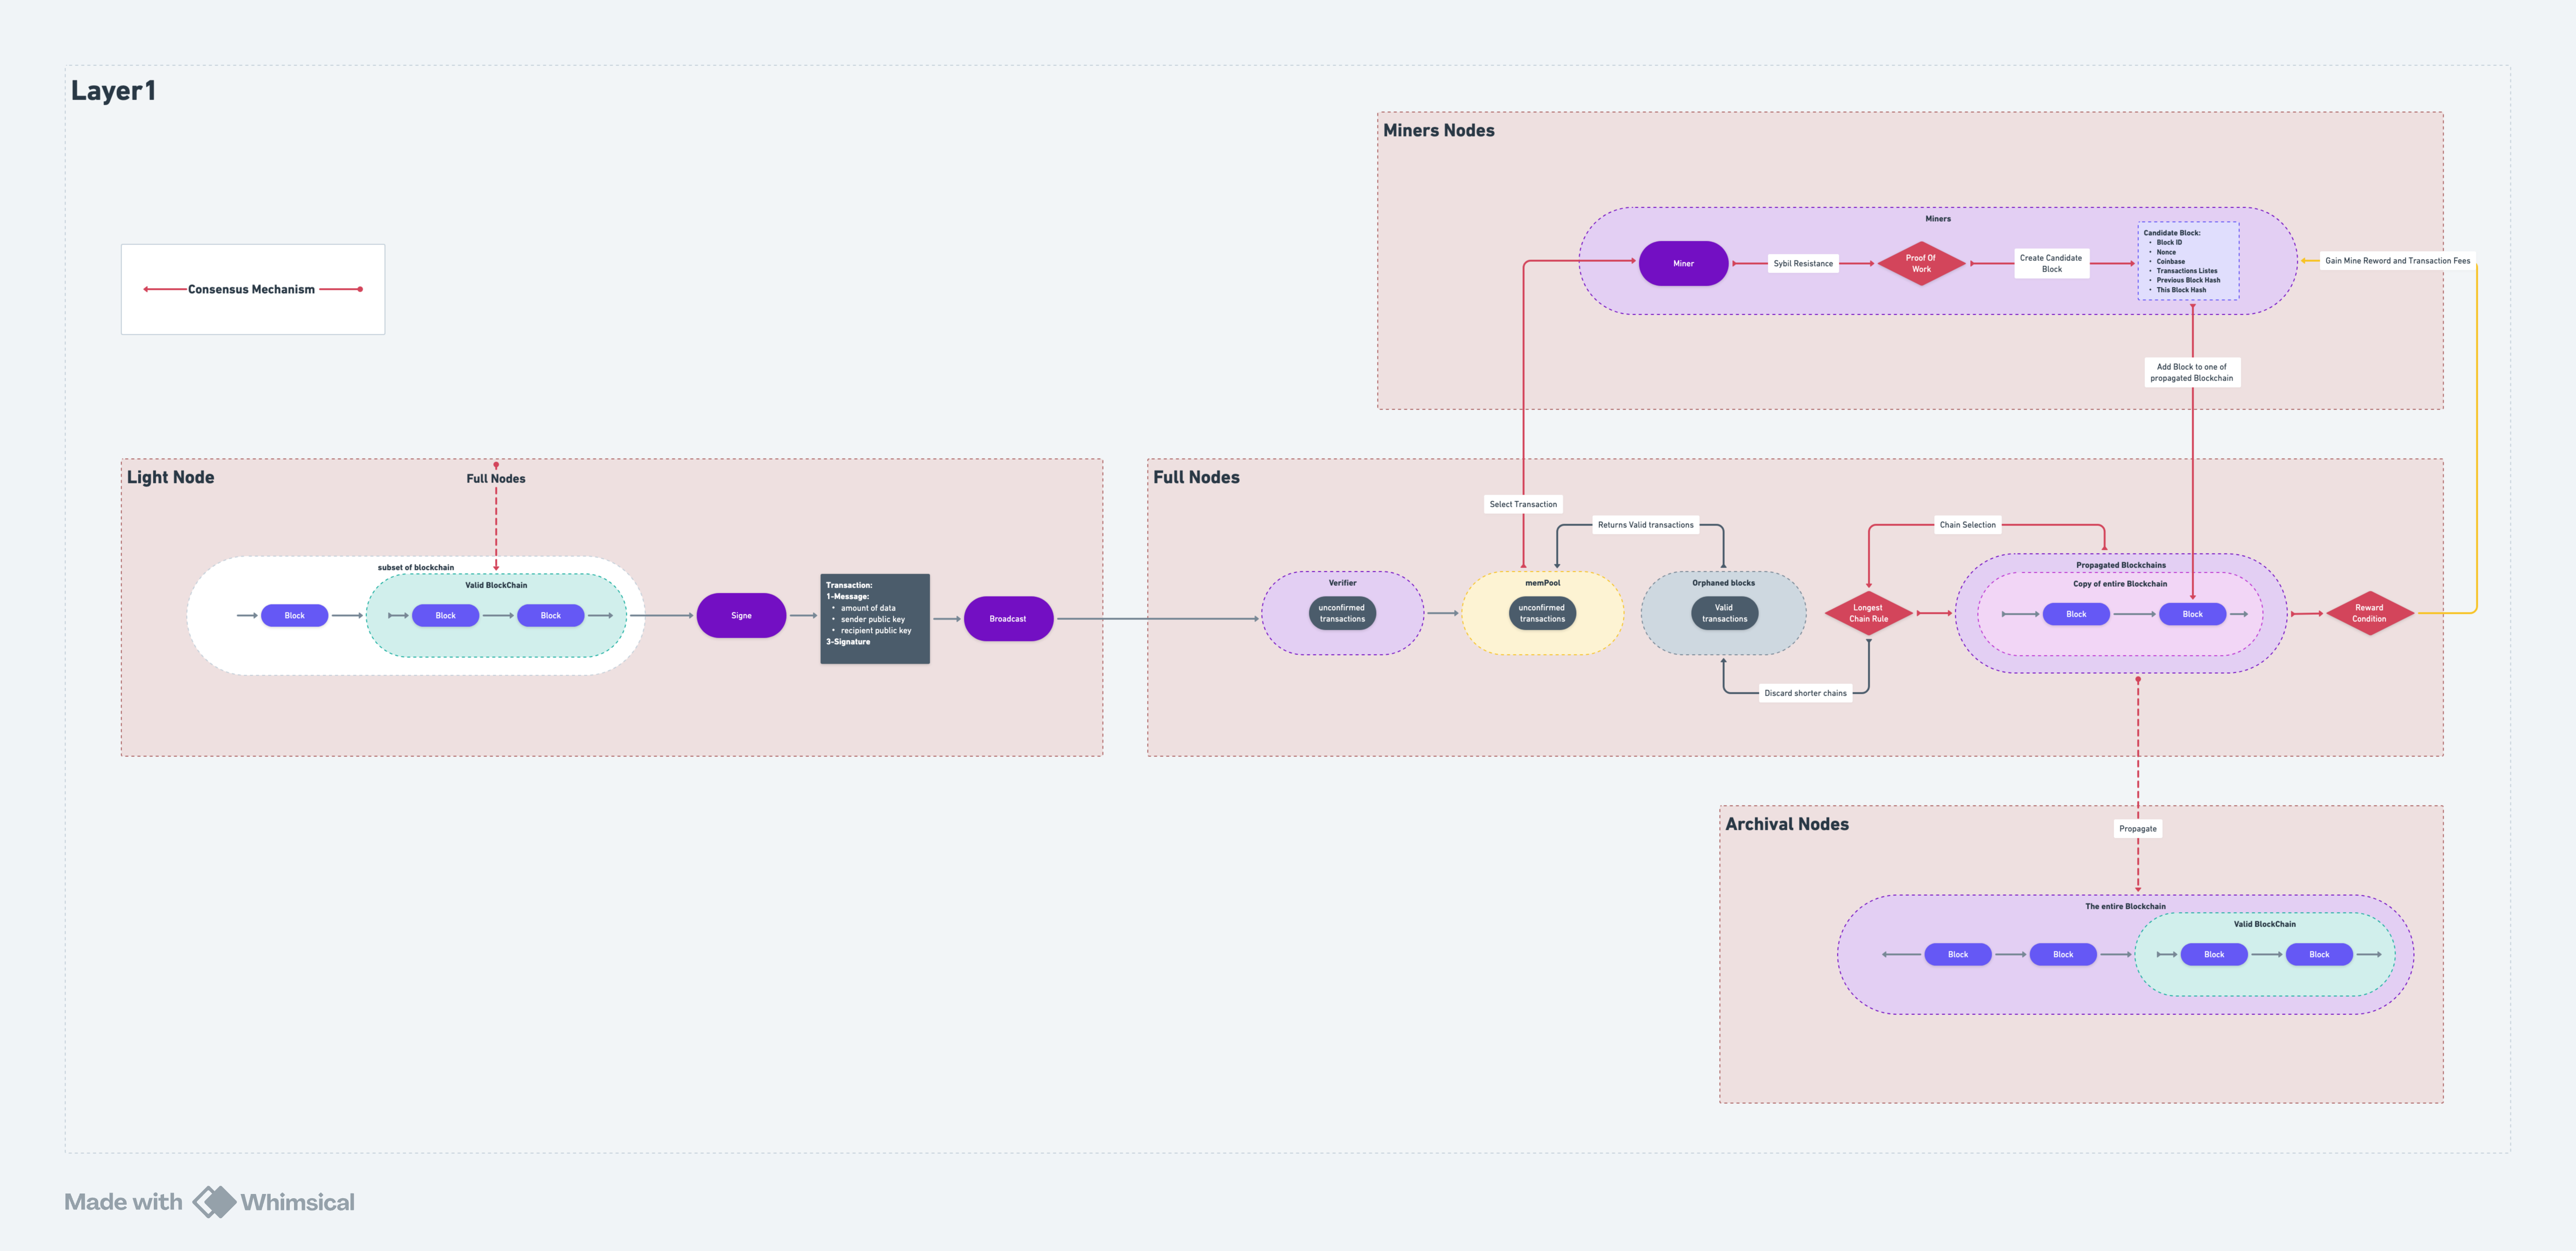 Layer1
Miners Nodes
Miners
Miner
Sybil Resistance
Proof Of
Work
Create Candidate
Block
Candidate Block:
• Block ID
• Nonce
• Coinbase
• Transactions Listes
• Previous Block Hash
• This Block Hash
Gain Mine Reword and Transaction Fees
Consensus Mechanism
Add Block to one of
propagated Blockchain
Light Node
Full Nodes
subset of blockchain
Valid BlockChain
Block
Block
Block
Signe
Transaction:
1-Message:
• amount of data
• sender public key
• recipient public key
3-Signature
Broadcast
Full Nodes
Select Transaction
Returns Valid transactions
Chain Selection
Verifier
unconfirmed
transactions
memPool
unconfirmed
transactions
Orphaned blocks
Valid
transactions
Longest
Chain Rule
Discard shorter chains
Propagated Blockchains
Copy of entire Blockchain
Block
Block
Reward
Condition
Archival Nodes
Propagate
The entire Blockchain
Valid BlockChain
Block
Block
Block
Block
Made with Whimsical